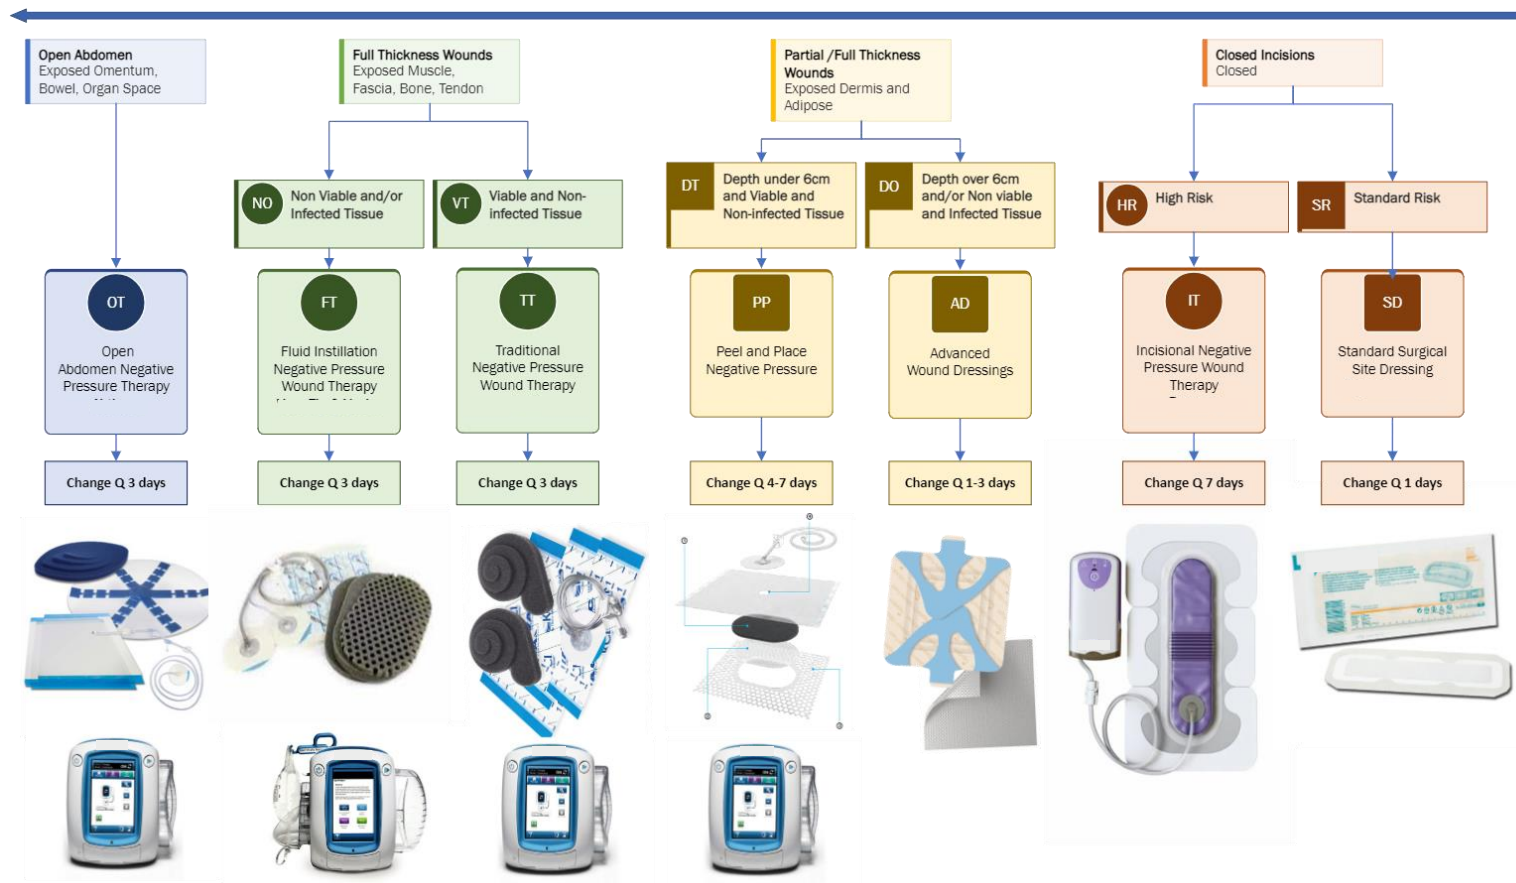 Open Abdomen
Exposed Omentum,
Bowel, Organ Space
Full Thickness Wounds
Exposed Muscle,
Fascia, Bone, Tendon
Partial /Full Thickness
Wounds
Exposed Dermis and
Adipose
Closed Incisions
Closed
NO
Non Viable and/or
Infected Tissue
VT
Viable and Non-
infected Tissue
DT
Depth under 6cm
and Viable and
Non-infected Tissue
DO
Depth over 6cm
and/or Non viable
and Infected Tissue
HR
High Risk
SR
Standard Risk
OT
Open
Abdomen Negative
Pressure Therapy
FT
Fluid Instillation
Negative Pressure
Wound Therapy
TT
Traditional
Negative Pressure
Wound Therapy
PP
Peel and Place
Negative Pressure
AD
Advanced
Wound Dressings
IT
Incisional Negative
Pressure Wound
Therapy
SD
Standard Surgical
Site Dressing
Change Q 3 days
Change Q 3 days
Change Q 3 days
Change Q 4-7 days
Change Q 1-3 days
Change Q 7 days
Change Q 1 days